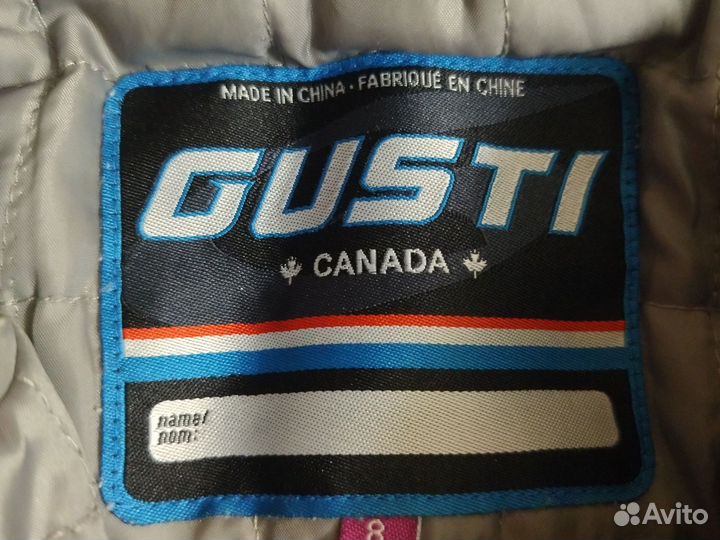 MADE IN CHINA · FABRIQUÉ EN CHINE
GUSTI
CANADA
name/
nom:
8
Avito